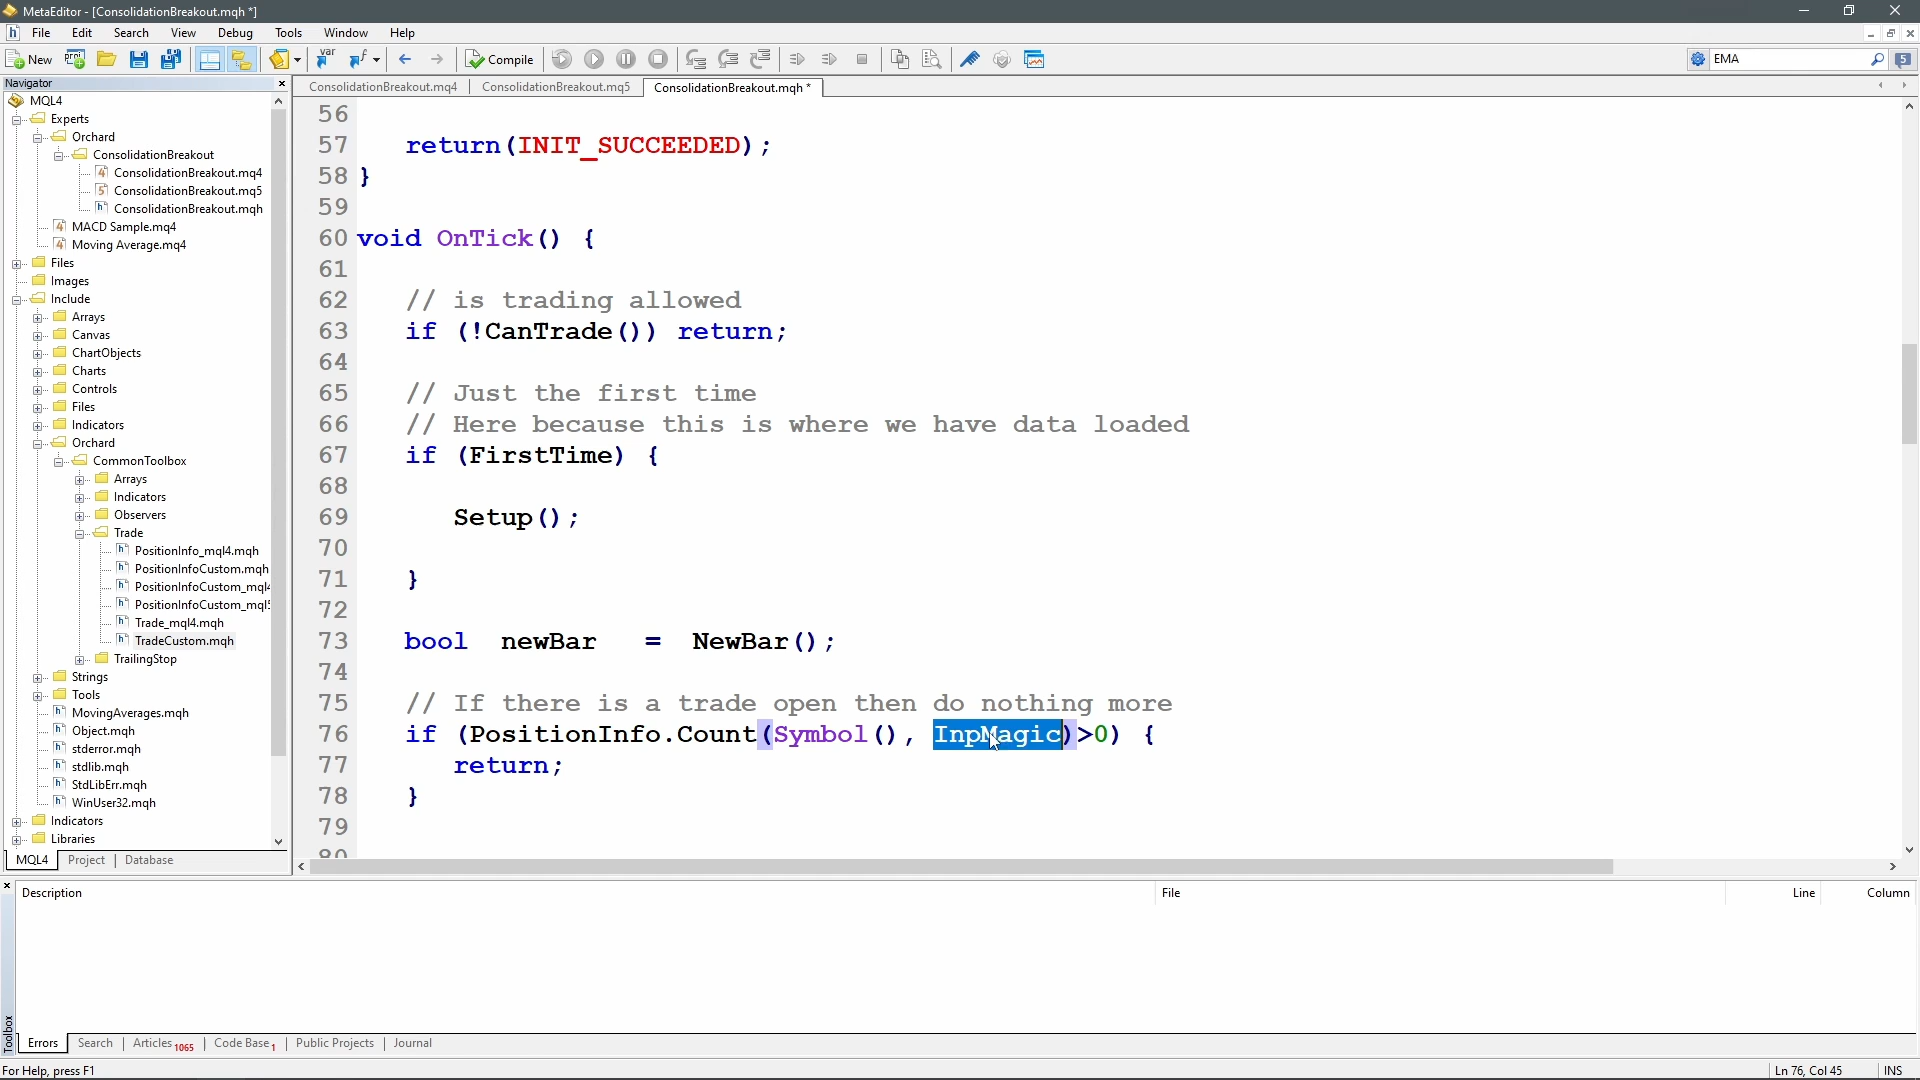 MetaEditor - [ConsolidationBreakout.mqh *]
File Edit Search View Debug Tools Window Help
New Compile EMA 5
Navigator
ConsolidationBreakout.mq4 ConsolidationBreakout.mq5 ConsolidationBreakout.mqh *
MQL4
Experts
Orchard
ConsolidationBreakout
ConsolidationBreakout.mq4
ConsolidationBreakout.mq5
ConsolidationBreakout.mqh
MACD Sample.mq4
Moving Average.mq4
Files
Images
Include
Arrays
Canvas
ChartObjects
Charts
Controls
Files
Indicators
Orchard
CommonToolbox
Arrays
Indicators
Observers
Trade
PositionInfo_mql4.mqh
PositionInfoCustom.mqh
PositionInfoCustom_mql4
PositionInfoCustom_mql5
Trade_mql4.mqh
TradeCustom.mqh
TrailingStop
Strings
Tools
MovingAverages.mqh
Object.mqh
stderror.mqh
stdlib.mqh
StdLibErr.mqh
WinUser32.mqh
Indicators
Libraries
MQL4 Project Database
56
57 return(INIT_SUCCEEDED);
58 }
59
60 void OnTick() {
61
62 // is trading allowed
63 if (!CanTrade()) return;
64
65 // Just the first time
66 // Here because this is where we have data loaded
67 if (FirstTime) {
68
69 Setup();
70
71 }
72
73 bool newBar = NewBar();
74
75 // If there is a trade open then do nothing more
76 if (PositionInfo.Count(Symbol(), InpMagic)>0) {
77 return;
78 }
79
80
Description File Line Column
Toolbox
Errors Search Articles 1065 Code Base 1 Public Projects Journal
For Help, press F1 Ln 76, Col 45 INS